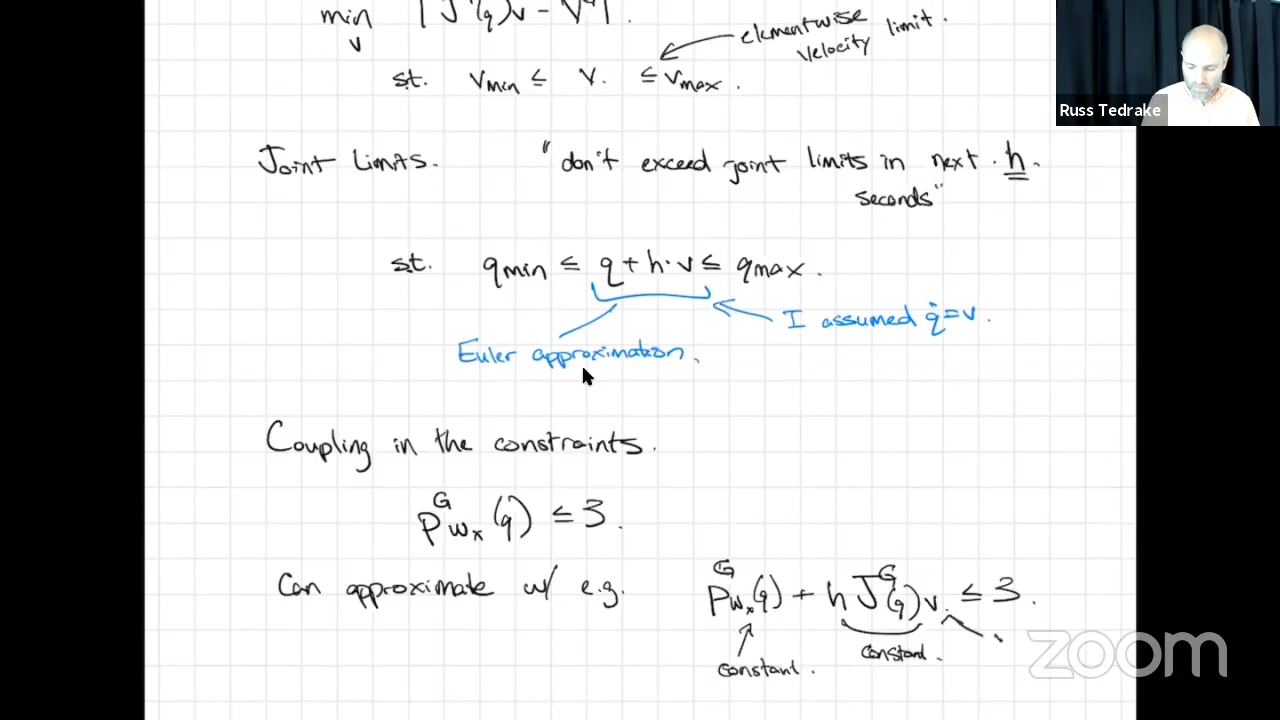 min | J^G(q)v - V^G | .
v
elementwise
velocity limit.
s.t. v_min ≤ v. ≤ v_max .
Russ Tedrake
Joint Limits. "don't exceed joint limits in next h.
seconds"
s.t. q_min ≤ q + h·v ≤ q_max .
I assumed q̇=v .
Euler approximation .
Coupling in the constraints.
p^G_{W_x}(q) ≤ 3 .
Can approximate w/ e.g. p^G_{W_x}(q) + h J^G(q) v ≤ 3 .
constant . constant .
zoom